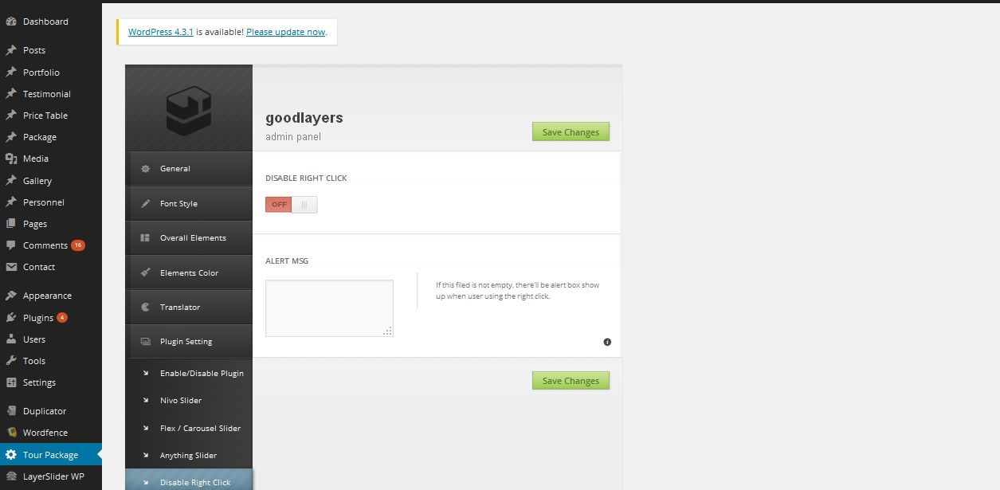 Dashboard
Posts
Portfolio
Testimonial
Price Table
Package
Media
Gallery
Personnel
Pages
Comments 16
Contact
Appearance
Plugins 4
Users
Tools
Settings
Duplicator
Wordfence
Tour Package
LayerSlider WP
WordPress 4.3.1 is available! Please update now.
goodlayers
admin panel
Save Changes
General
Font Style
Overall Elements
Elements Color
Translator
Plugin Setting
Enable/Disable Plugin
Nivo Slider
Flex / Carousel Slider
Anything Slider
Disable Right Click
DISABLE RIGHT CLICK
OFF
ALERT MSG
If this filed is not empty, there'll be alert box show
up when user using the right click.
Save Changes